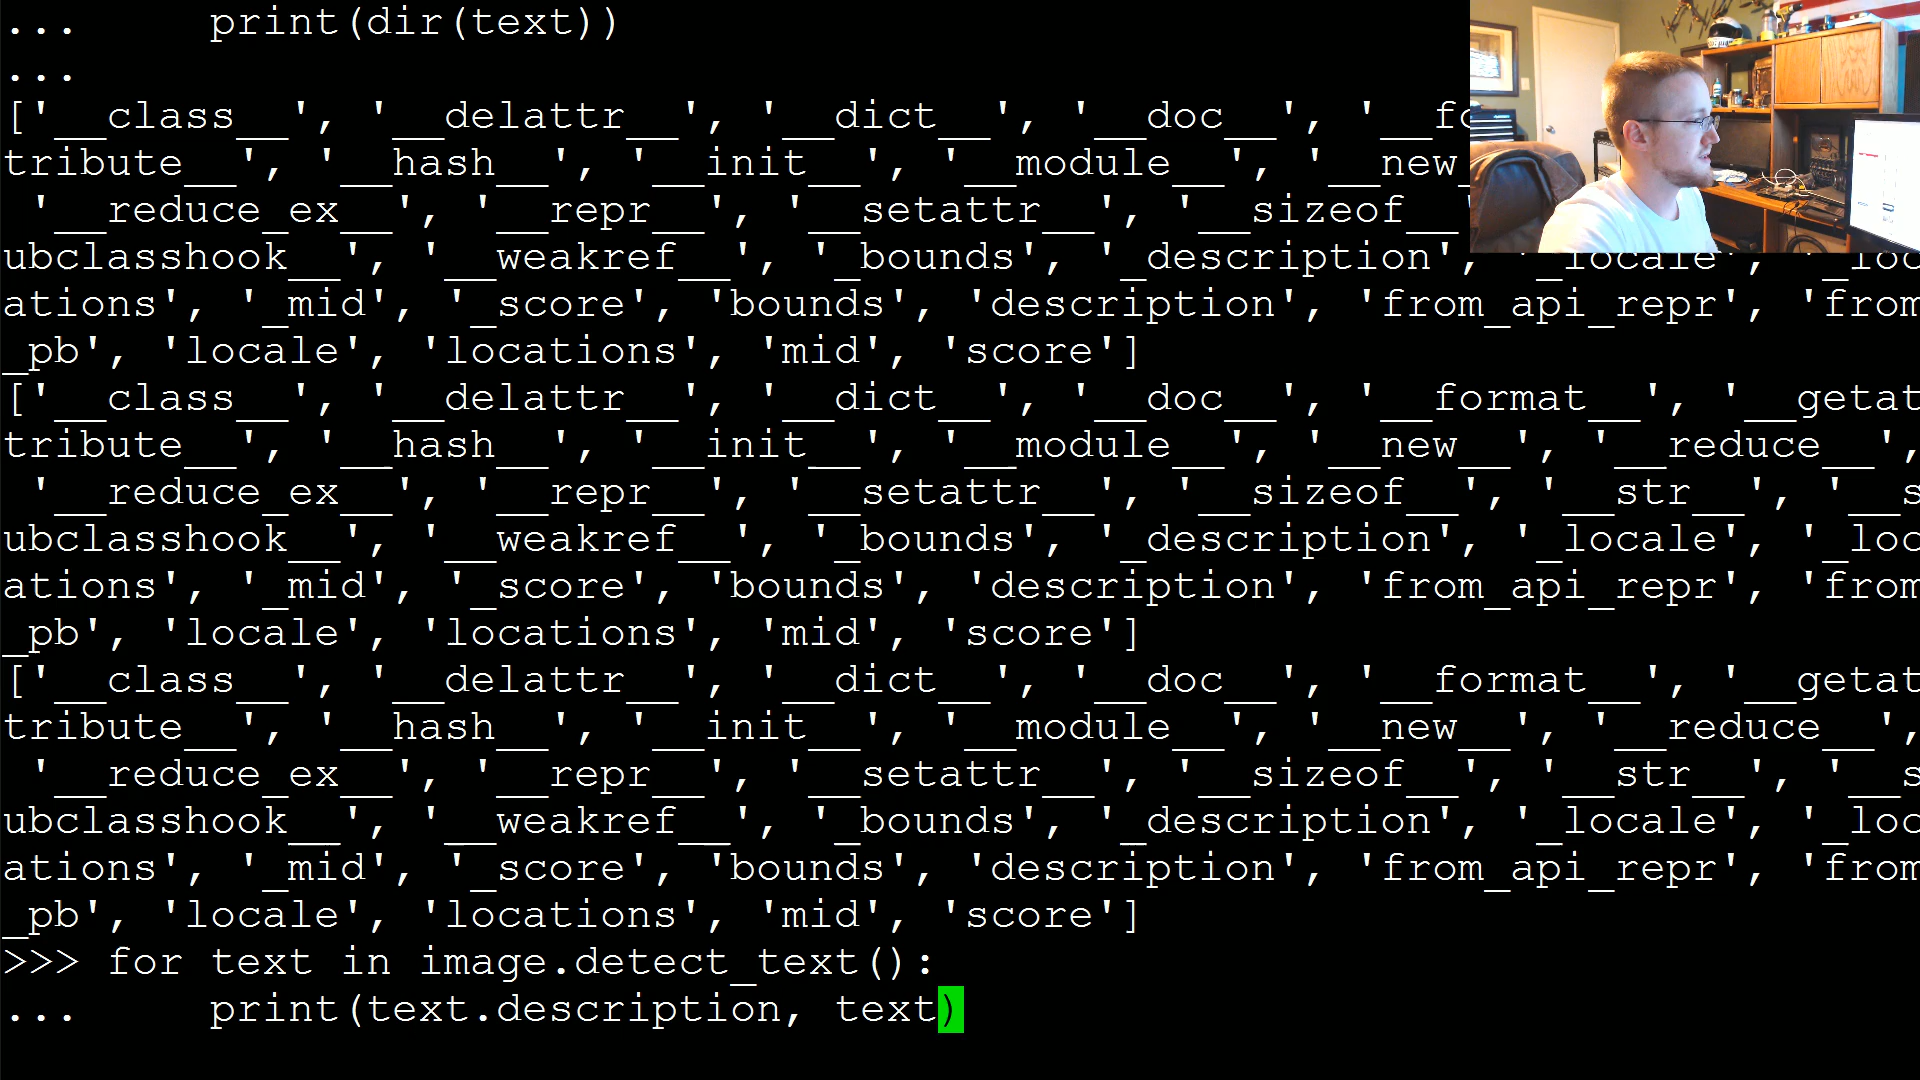 ...     print(dir(text))
...
['__class__', '__delattr__', '__dict__', '__doc__', '__fo
tribute__', '__hash__', '__init__', '__module__', '__new_
 '__reduce_ex__', '__repr__', '__setattr__', '__sizeof__'
ubclasshook__', '__weakref__', '_bounds', '_description', '_locale', '_loc
ations', '_mid', '_score', 'bounds', 'description', 'from_api_repr', 'from
_pb', 'locale', 'locations', 'mid', 'score']
['__class__', '__delattr__', '__dict__', '__doc__', '__format__', '__getat
tribute__', '__hash__', '__init__', '__module__', '__new__', '__reduce__',
 '__reduce_ex__', '__repr__', '__setattr__', '__sizeof__', '__str__', '__s
ubclasshook__', '__weakref__', '_bounds', '_description', '_locale', '_loc
ations', '_mid', '_score', 'bounds', 'description', 'from_api_repr', 'from
_pb', 'locale', 'locations', 'mid', 'score']
['__class__', '__delattr__', '__dict__', '__doc__', '__format__', '__getat
tribute__', '__hash__', '__init__', '__module__', '__new__', '__reduce__',
 '__reduce_ex__', '__repr__', '__setattr__', '__sizeof__', '__str__', '__s
ubclasshook__', '__weakref__', '_bounds', '_description', '_locale', '_loc
ations', '_mid', '_score', 'bounds', 'description', 'from_api_repr', 'from
_pb', 'locale', 'locations', 'mid', 'score']
>>> for text in image.detect_text():
...     print(text.description, text)